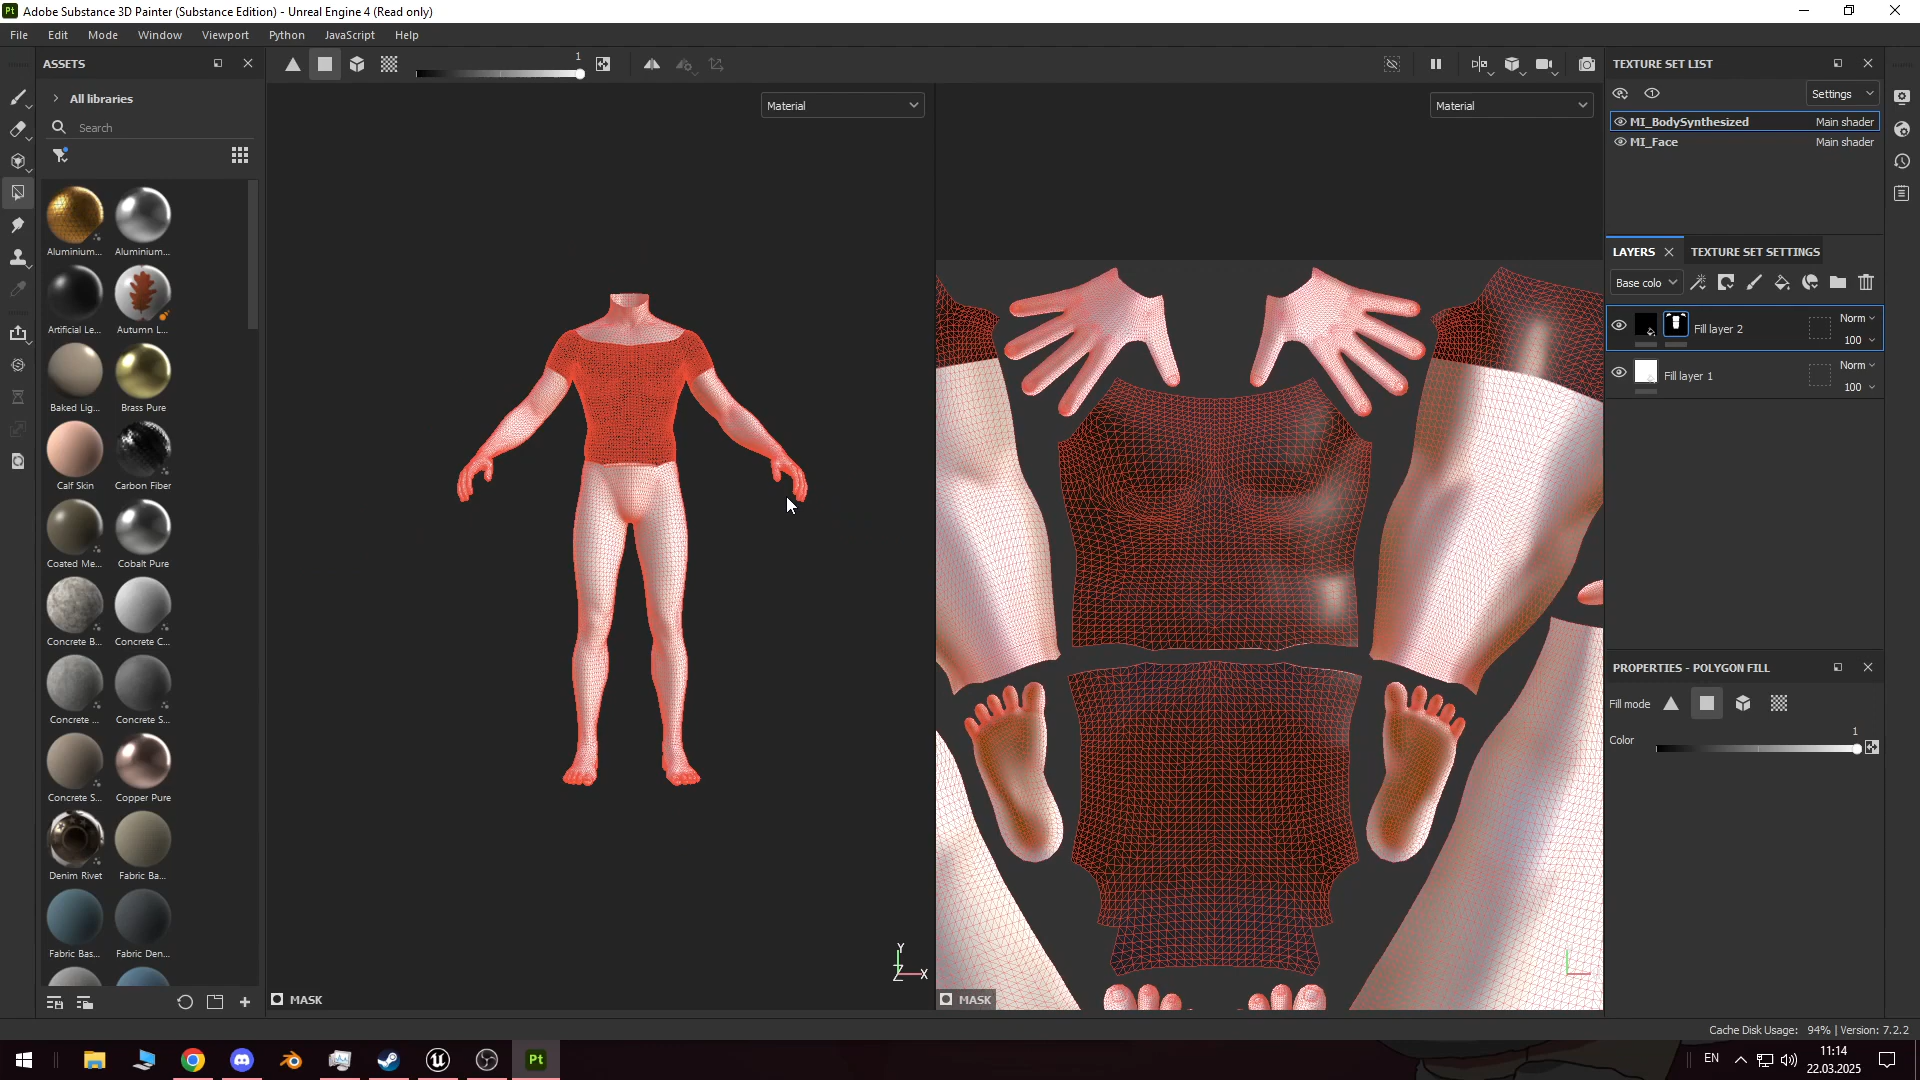 Adobe Substance 3D Painter (Substance Edition) - Unreal Engine 4 (Read only)
File Edit Mode Window Viewport Python JavaScript Help
ASSETS
All libraries
Search
Aluminium...
Aluminium...
Artificial Le...
Autumn L...
Baked Lig...
Brass Pure
Calf Skin
Carbon Fiber
Coated Me...
Cobalt Pure
Concrete B...
Concrete C...
Concrete ...
Concrete S...
Concrete S...
Copper Pure
Denim Rivet
Fabric Ba...
Fabric Bas...
Fabric Den...
1
Material
Material
Y
Z
X
MASK
MASK
TEXTURE SET LIST
Settings
MI_BodySynthesized Main shader
MI_Face Main shader
LAYERS TEXTURE SET SETTINGS
Base colo
Fill layer 2 Norm
100
Fill layer 1 Norm
100
PROPERTIES - POLYGON FILL
Fill mode
Color 1
Cache Disk Usage: 94% | Version: 7.2.2
EN
11:14
22.03.2025
Pt